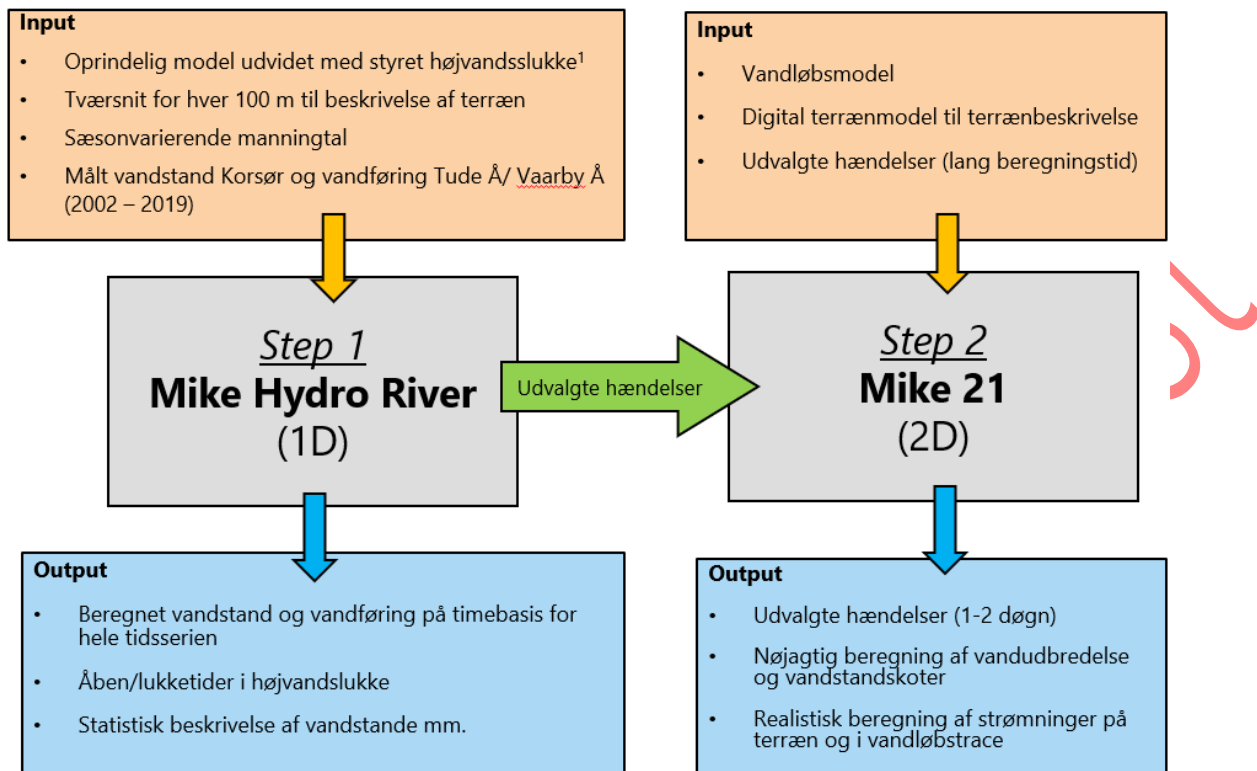 Input
• Oprindelig model udvidet med styret højvandsslukke¹
• Tværsnit for hver 100 m til beskrivelse af terræn
• Sæsonvarierende manningtal
• Målt vandstand Korsør og vandføring Tude Å/ Vaarby Å
(2002 – 2019)
Input
• Vandløbsmodel
• Digital terrænmodel til terrænbeskrivelse
• Udvalgte hændelser (lang beregningstid)
Step 1
Mike Hydro River
(1D)
Udvalgte hændelser
Step 2
Mike 21
(2D)
Output
• Beregnet vandstand og vandføring på timebasis for
hele tidsserien
• Åben/lukketider i højvandslukke
• Statistisk beskrivelse af vandstande mm.
Output
• Udvalgte hændelser (1-2 døgn)
• Nøjagtig beregning af vandudbredelse
og vandstandskoter
• Realistisk beregning af strømninger på
terræn og i vandløbstrace